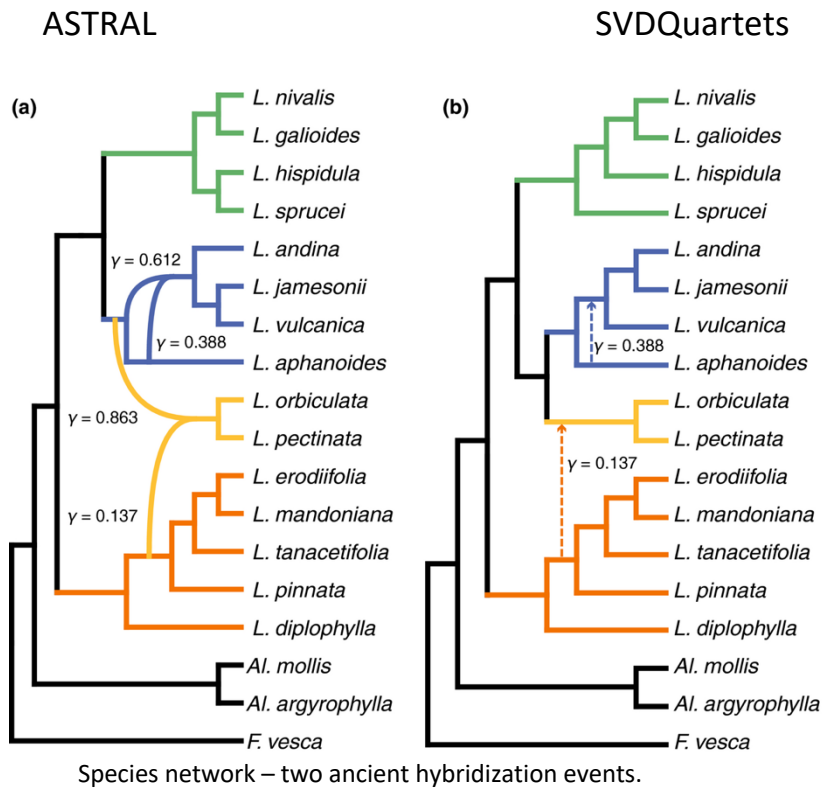 ASTRAL
SVDQuartets
(a)
L. nivalis
L. galioides
L. hispidula
L. sprucei
γ = 0.612
L. andina
L. jamesonii
L. vulcanica
γ = 0.388
L. aphanoides
L. orbiculata
γ = 0.863
L. pectinata
L. erodiifolia
γ = 0.137
L. mandoniana
L. tanacetifolia
L. pinnata
L. diplophylla
Al. mollis
Al. argyrophylla
F. vesca
(b)
L. nivalis
L. galioides
L. hispidula
L. sprucei
L. andina
L. jamesonii
L. vulcanica
γ = 0.388
L. aphanoides
L. orbiculata
L. pectinata
γ = 0.137
L. erodiifolia
L. mandoniana
L. tanacetifolia
L. pinnata
L. diplophylla
Al. mollis
Al. argyrophylla
F. vesca
Species network – two ancient hybridization events.